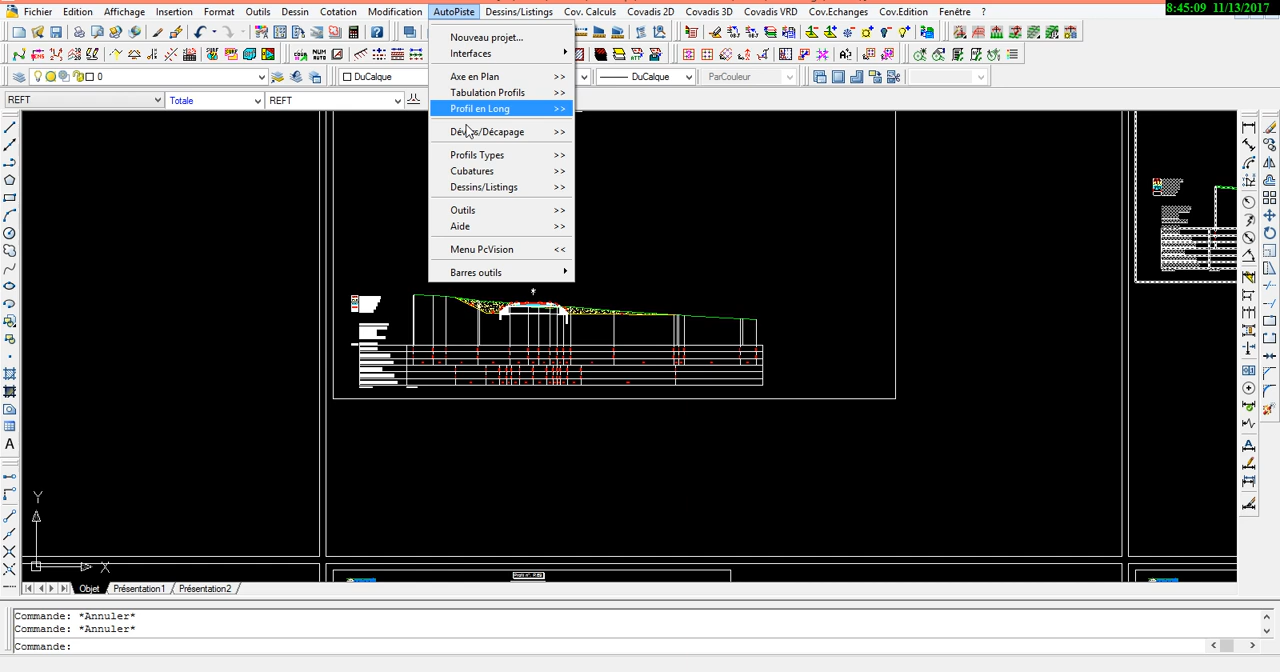 8:45:09 11/13/2017
Fichier Edition Affichage Insertion Format Outils Dessin Cotation Modification AutoPiste Dessins/Listings Cov. Calculs Covadis 2D Covadis 3D Covadis VRD Cov.Echanges Cov.Edition Fenêtre ?
0 DuCalque DuCalque ParCouleur
REFT Totale REFT
Nouveau projet...
Interfaces
Axe en Plan >>
Tabulation Profils >>
Profil en Long >>
/Décapage >>
Profils Types >>
Cubatures >>
Dessins/Listings >>
Outils >>
Aide >>
Menu PcVision <<
Barres outils
Y
X
Objet Présentation1 Présentation2
Commande: *Annuler*
Commande: *Annuler*
Commande: